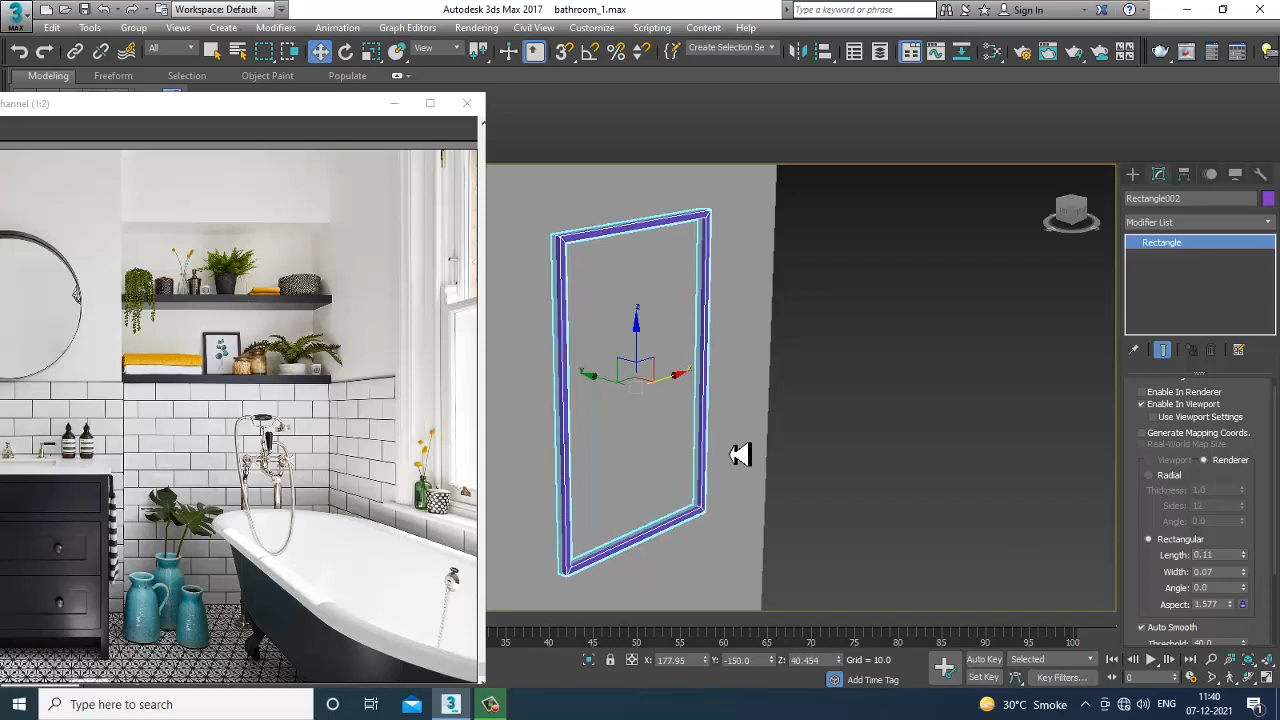 MAX
Workspace: Default
Autodesk 3ds Max 2017 bathroom_1.max
Type a keyword or phrase
Sign In
Edit Tools Group Views Create Modifiers Animation Graph Editors Rendering Civil View Customize Scripting Content Help
All
View
Create Selection Se
Modeling Freeform Selection Object Paint Populate
hannel (1:2)
Rectangle002
Modifier List
Rectangle
Enable In Renderer
Enable In Viewport
Use Viewport Settings
Generate Mapping Coords.
Real-World Map Size
Viewport Renderer
Radial
Thickness: 1.0
Sides: 12
Angle: 0.0
Rectangular
Length: 0.11
Width: 0.07
Angle: 0.0
Aspect: 1.577
Auto Smooth
Threshold: 40.0
z
y
x
35 40 45 50 55 60 65 70 75 80 85 90 95 100
X: 177.95 Y: -150.0 Z: 40.454 Grid = 10.0
Add Time Tag
Auto Key Selected
Set Key Key Filters...
0
Type here to search
3
30°C Smoke
ENG
11:40
07-12-2021
1